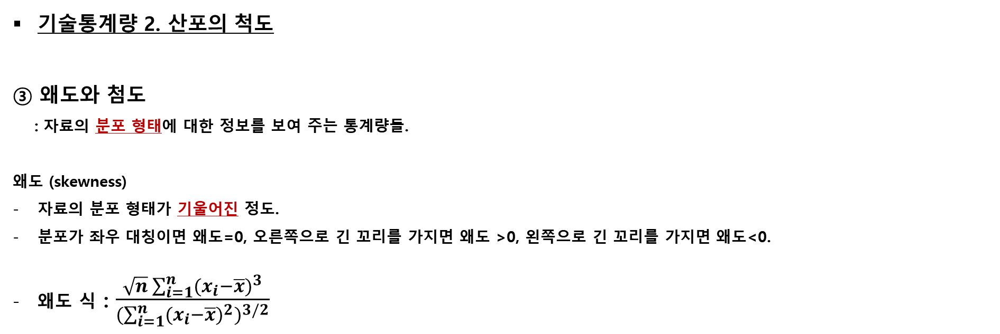 ▪ 기술통계량 2. 산포의 척도
③ 왜도와 첨도
: 자료의 분포 형태에 대한 정보를 보여 주는 통계량들.
왜도 (skewness)
- 자료의 분포 형태가 기울어진 정도.
- 분포가 좌우 대칭이면 왜도=0, 오른쪽으로 긴 꼬리를 가지면 왜도 >0, 왼쪽으로 긴 꼬리를 가지면 왜도<0.
- 왜도 식 : $\frac{\sqrt{n}\sum_{i=1}^{n}(x_i-\overline{x})^3}{(\sum_{i=1}^{n}(x_i-\overline{x})^2)^{3/2}}$